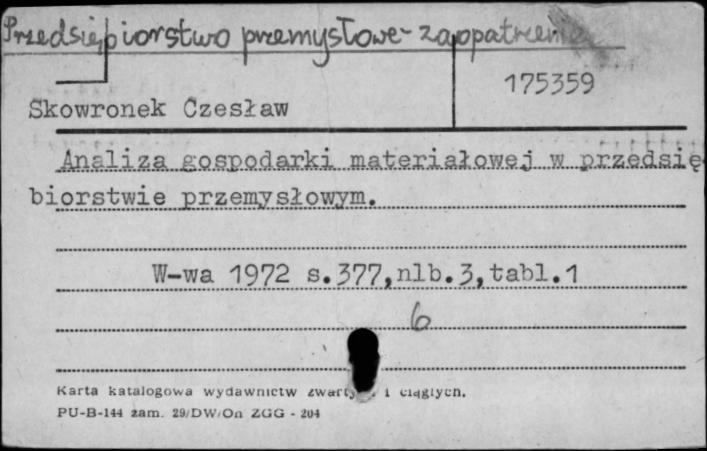 Przedsiębiorstwo przemysłowe - zaopatrzenie
175359
Skowronek Czesław
Analiza gospodarki materiałowej w przedsię-
biorstwie przemysłowym.
W-wa 1972 s.377,nlb.3,tabl.1
6
Karta katalogowa wydawnictw i ciągłych.
PU-B-144 zam. 29/DW/On ZGG - 204